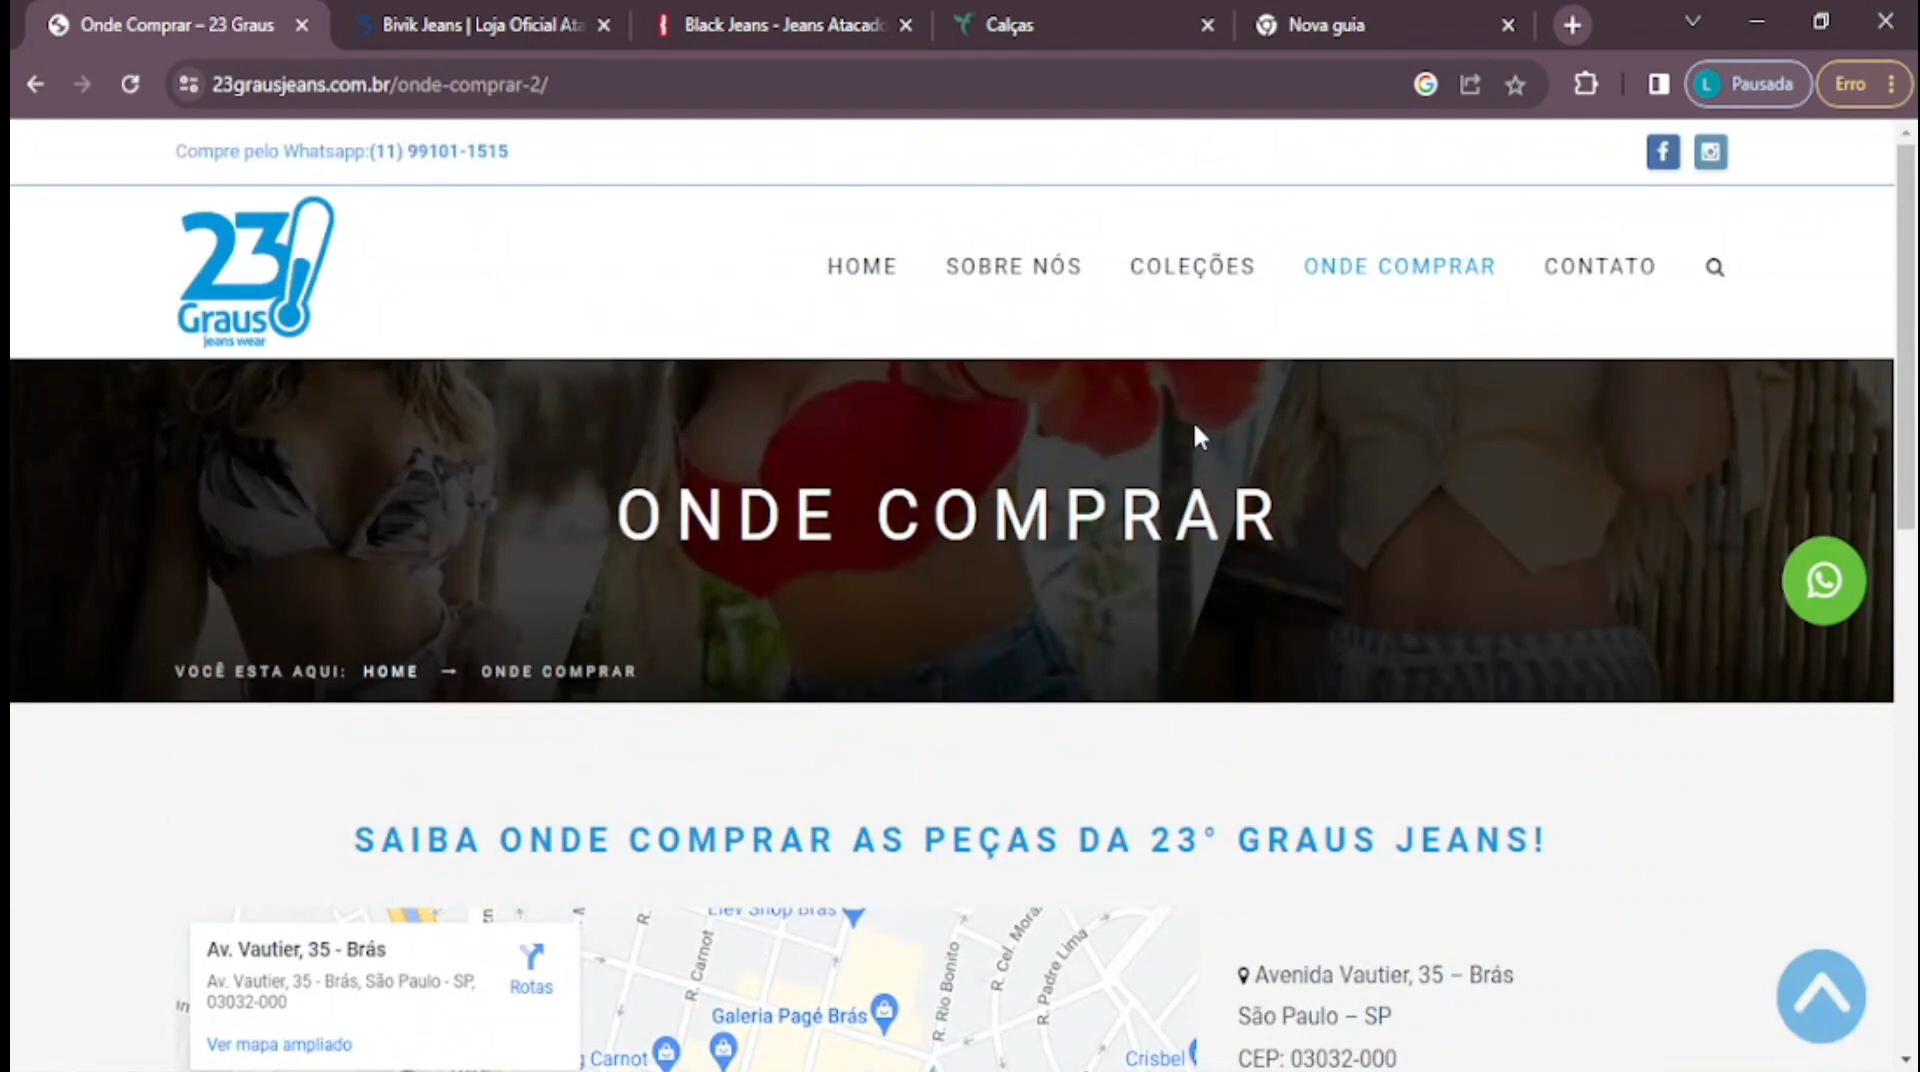 Onde Comprar – 23 Graus
Bivik Jeans | Loja Oficial Ata
Black Jeans - Jeans Atacado
Calças
Nova guia
23grausjeans.com.br/onde-comprar-2/
L Pausada
Erro
Compre pelo Whatsapp:(11) 99101-1515
23
Graus
jeans wear
HOME
SOBRE NÓS
COLEÇÕES
ONDE COMPRAR
CONTATO
ONDE COMPRAR
VOCÊ ESTA AQUI: HOME → ONDE COMPRAR
SAIBA ONDE COMPRAR AS PEÇAS DA 23° GRAUS JEANS!
Av. Vautier, 35 - Brás
Av. Vautier, 35 - Brás, São Paulo - SP,
03032-000
Rotas
Ver mapa ampliado
Elev Shop Brás
R. Carnot
Galeria Pagé Brás
R. Rio Bonito
R. Cel. Mora
R. Padre Lima
Carnot
Crisbel
Avenida Vautier, 35 – Brás
São Paulo – SP
CEP: 03032-000